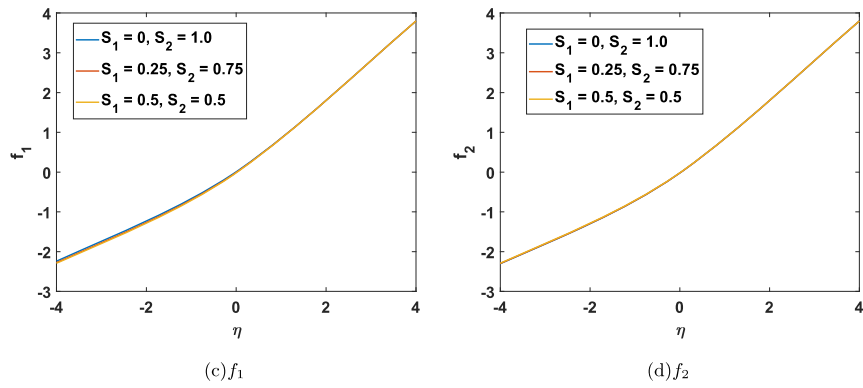 4
3
2
1
0
-1
-2
-3
f1
S1 = 0, S2 = 1.0
S1 = 0.25, S2 = 0.75
S1 = 0.5, S2 = 0.5
-4 -2 0 2 4
η
(c)f1
4
3
2
1
0
-1
-2
-3
f2
S1 = 0, S2 = 1.0
S1 = 0.25, S2 = 0.75
S1 = 0.5, S2 = 0.5
-4 -2 0 2 4
η
(d)f2